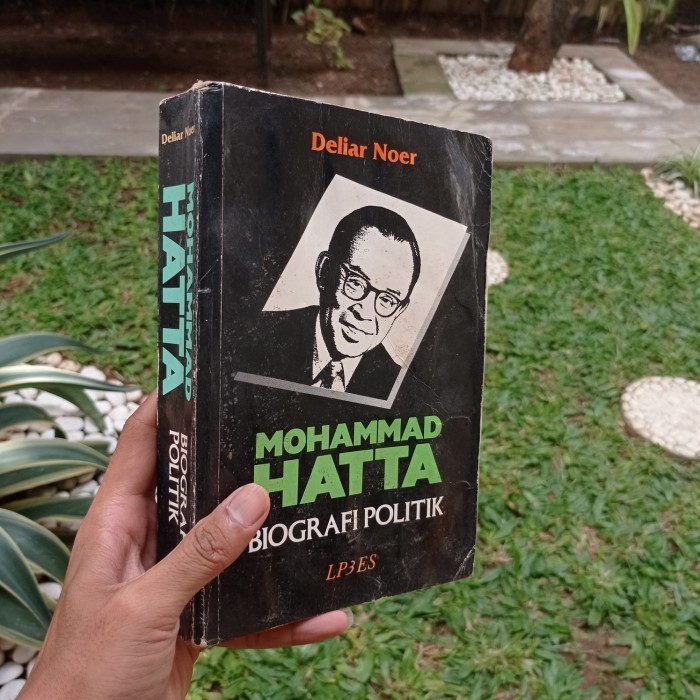 Deliar Noer
MOHAMMAD
HATTA
BIOGRAFI POLITIK
LP3ES
Deliar Noer
MOHAMMAD
HATTA
BIOGRAFI
POLITIK